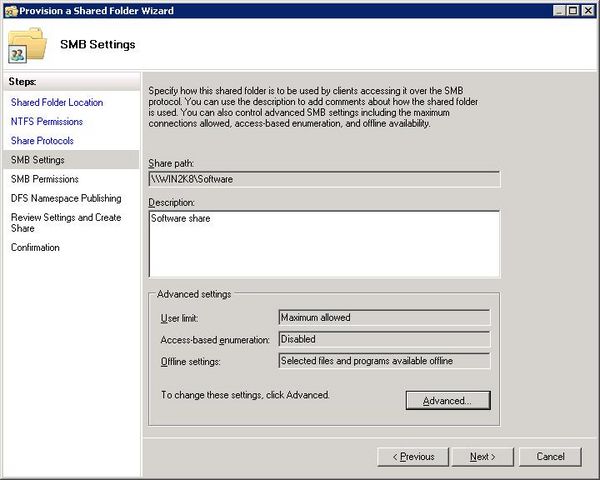 Provision a Shared Folder Wizard
SMB Settings
Steps:
Shared Folder Location
NTFS Permissions
Share Protocols
SMB Settings
SMB Permissions
DFS Namespace Publishing
Review Settings and Create
Share
Confirmation
Specify how this shared folder is to be used by clients accessing it over the SMB
protocol. You can use the description to add comments about how the shared folder
is used. You can also control advanced SMB settings including the maximum
connections allowed, access-based enumeration, and offline availability.
Share path:
\\WIN2K8\Software
Description:
Software share
Advanced settings
User limit:
Maximum allowed
Access-based enumeration:
Disabled
Offline settings:
Selected files and programs available offline
To change these settings, click Advanced.
Advanced...
< Previous
Next >
Cancel